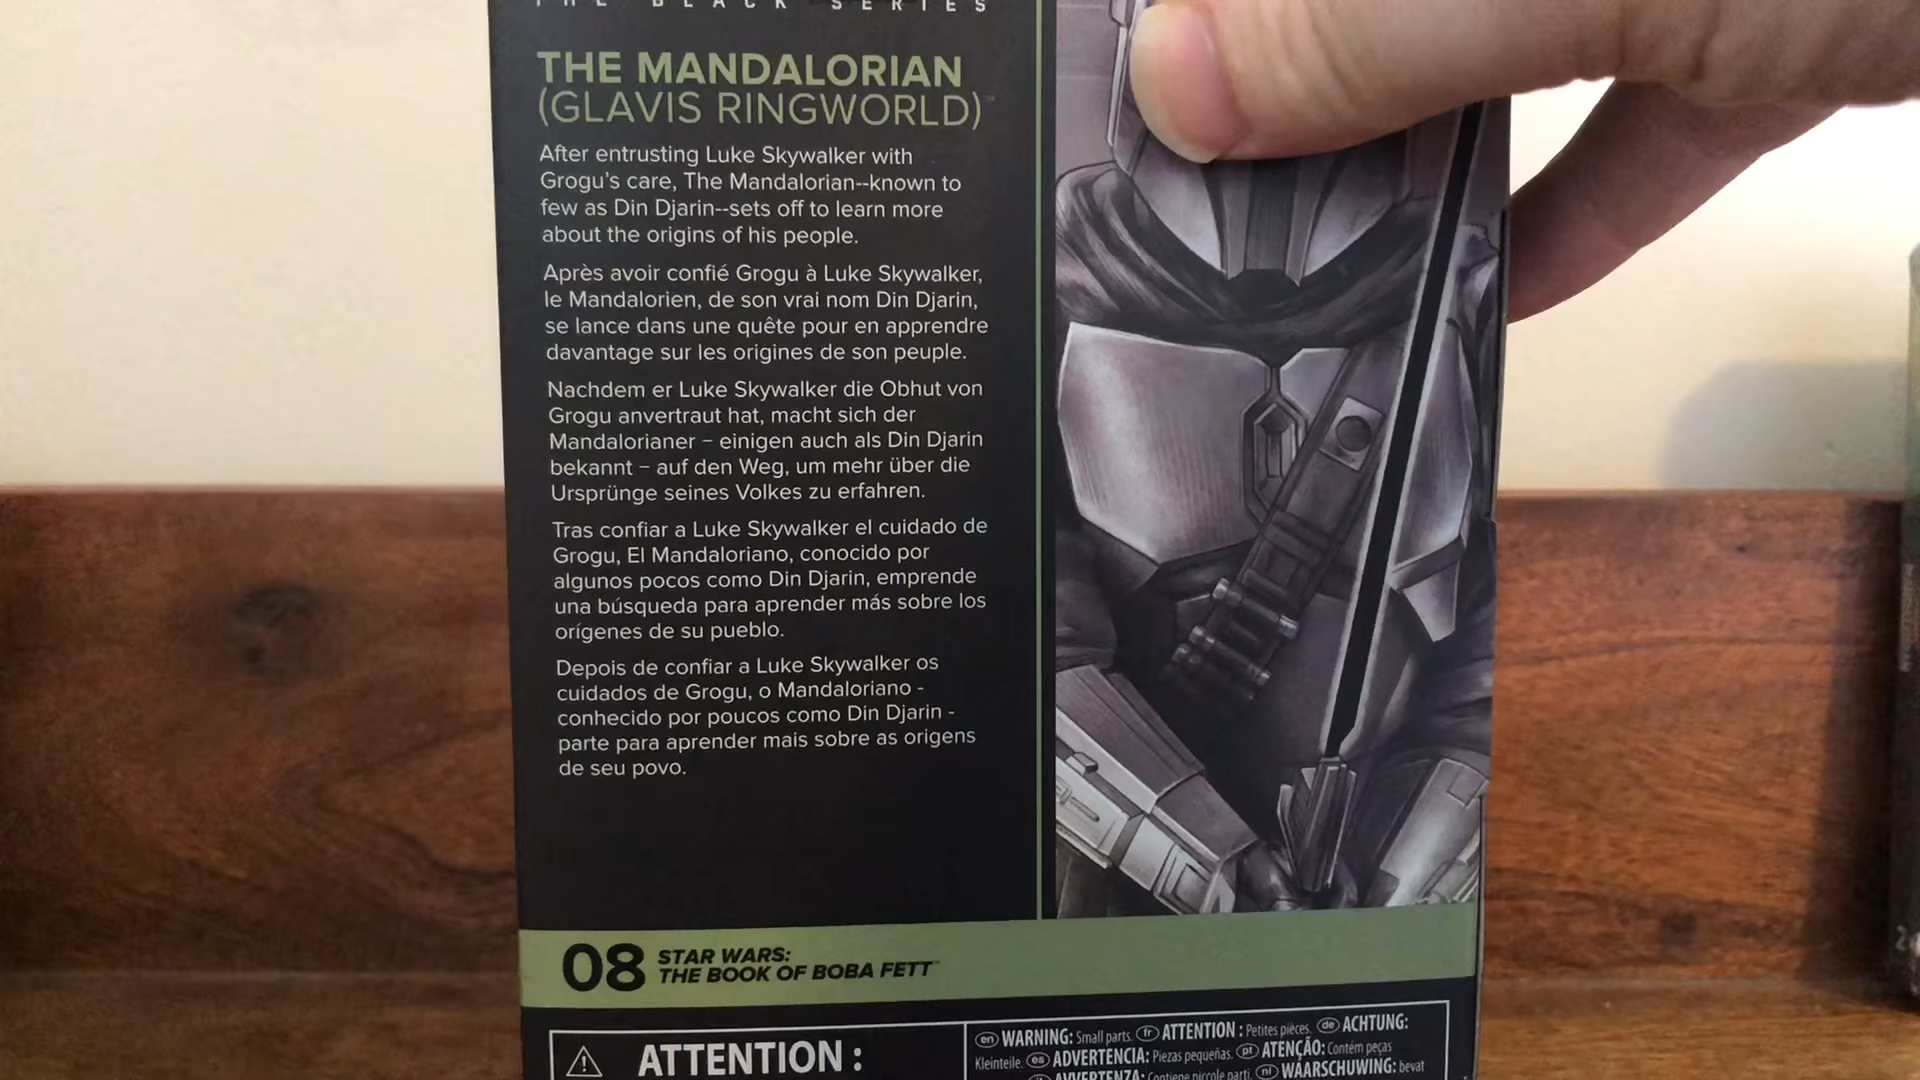 THE BLACK SERIES
THE MANDALORIAN
(GLAVIS RINGWORLD)™
After entrusting Luke Skywalker with
Grogu's care, The Mandalorian--known to
few as Din Djarin--sets off to learn more
about the origins of his people.
Après avoir confié Grogu à Luke Skywalker,
le Mandalorien, de son vrai nom Din Djarin,
se lance dans une quête pour en apprendre
davantage sur les origines de son peuple.
Nachdem er Luke Skywalker die Obhut von
Grogu anvertraut hat, macht sich der
Mandalorianer – einigen auch als Din Djarin
bekannt – auf den Weg, um mehr über die
Ursprünge seines Volkes zu erfahren.
Tras confiar a Luke Skywalker el cuidado de
Grogu, El Mandaloriano, conocido por
algunos pocos como Din Djarin, emprende
una búsqueda para aprender más sobre los
orígenes de su pueblo.
Depois de confiar a Luke Skywalker os
cuidados de Grogu, o Mandaloriano -
conhecido por poucos como Din Djarin -
parte para aprender mais sobre as origens
de seu povo.
08 STAR WARS:
THE BOOK OF BOBA FETT™
ATTENTION :
en WARNING: Small parts. fr ATTENTION : Petites pièces. de ACHTUNG:
Kleinteile. es ADVERTENCIA: Piezas pequeñas. pt ATENÇÃO: Contém peças
AVVERTENZA: Contiene piccole parti. nl WAARSCHUWING: bevat